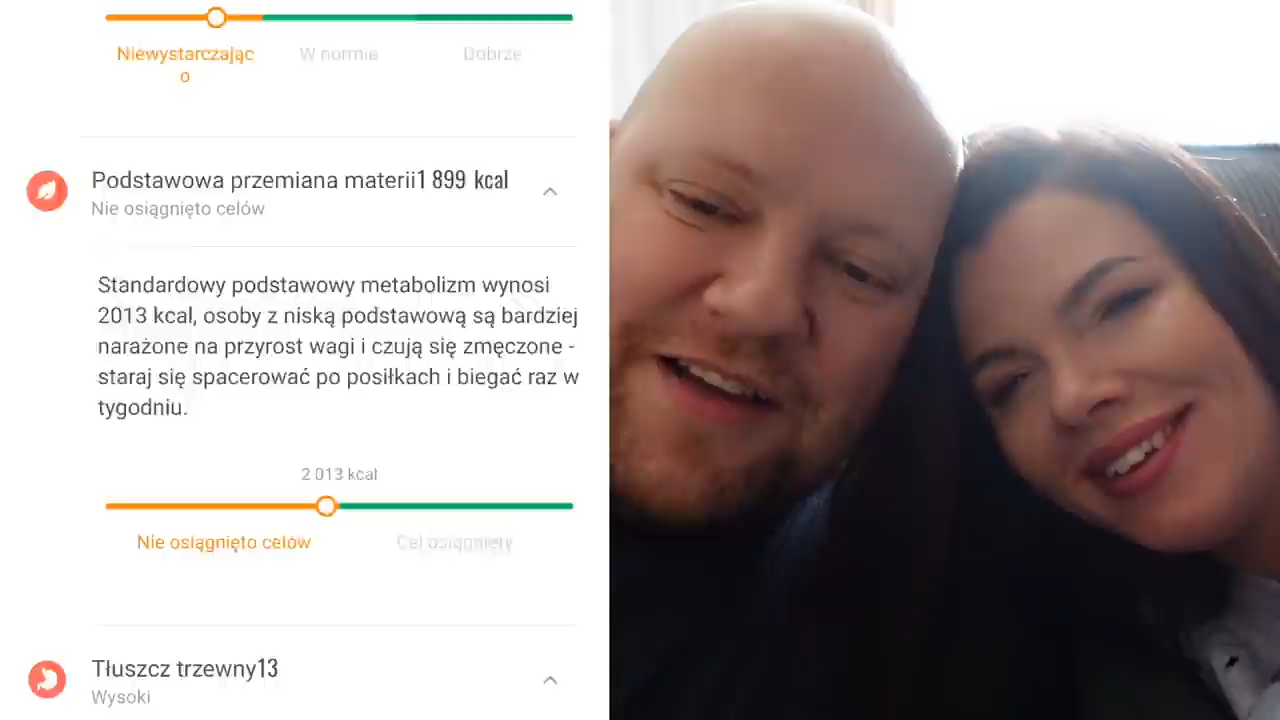 Niewystarczając
o
W normie
Dobrze
Podstawowa przemiana materii1 899 kcal
Nie osiągnięto celów
Standardowy podstawowy metabolizm wynosi
2013 kcal, osoby z niską podstawową są bardziej
narażone na przyrost wagi i czują się zmęczone -
staraj się spacerować po posiłkach i biegać raz w
tygodniu.
2 013 kcal
Nie osiągnięto celów
Cel osiągnięty
Tłuszcz trzewny13
Wysoki